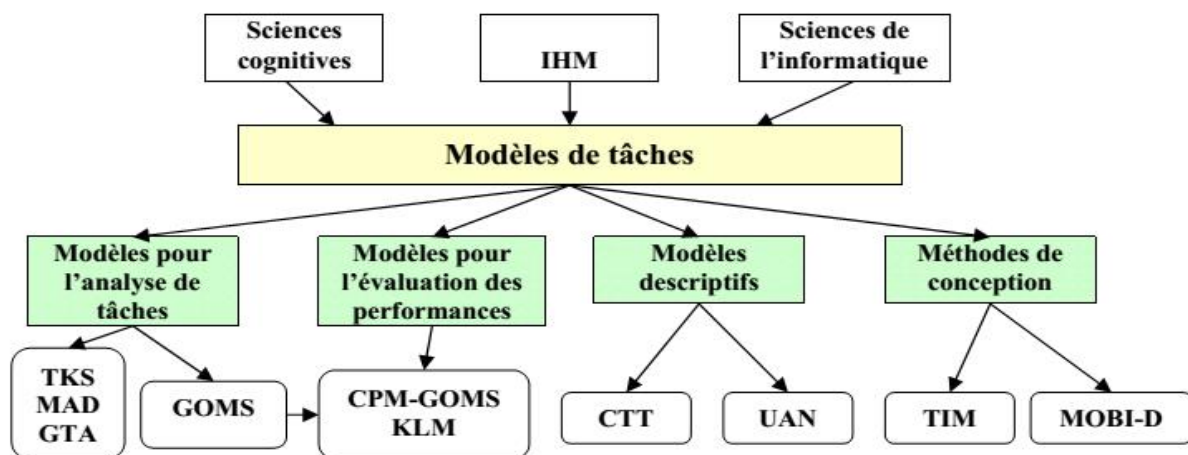 Sciences
cognitives
IHM
Sciences de
l'informatique
Modèles de tâches
Modèles pour
l'analyse de
tâches
Modèles pour
l'évaluation des
performances
Modèles
descriptifs
Méthodes de
conception
TKS
MAD
GTA
GOMS
CPM-GOMS
KLM
CTT
UAN
TIM
MOBI-D